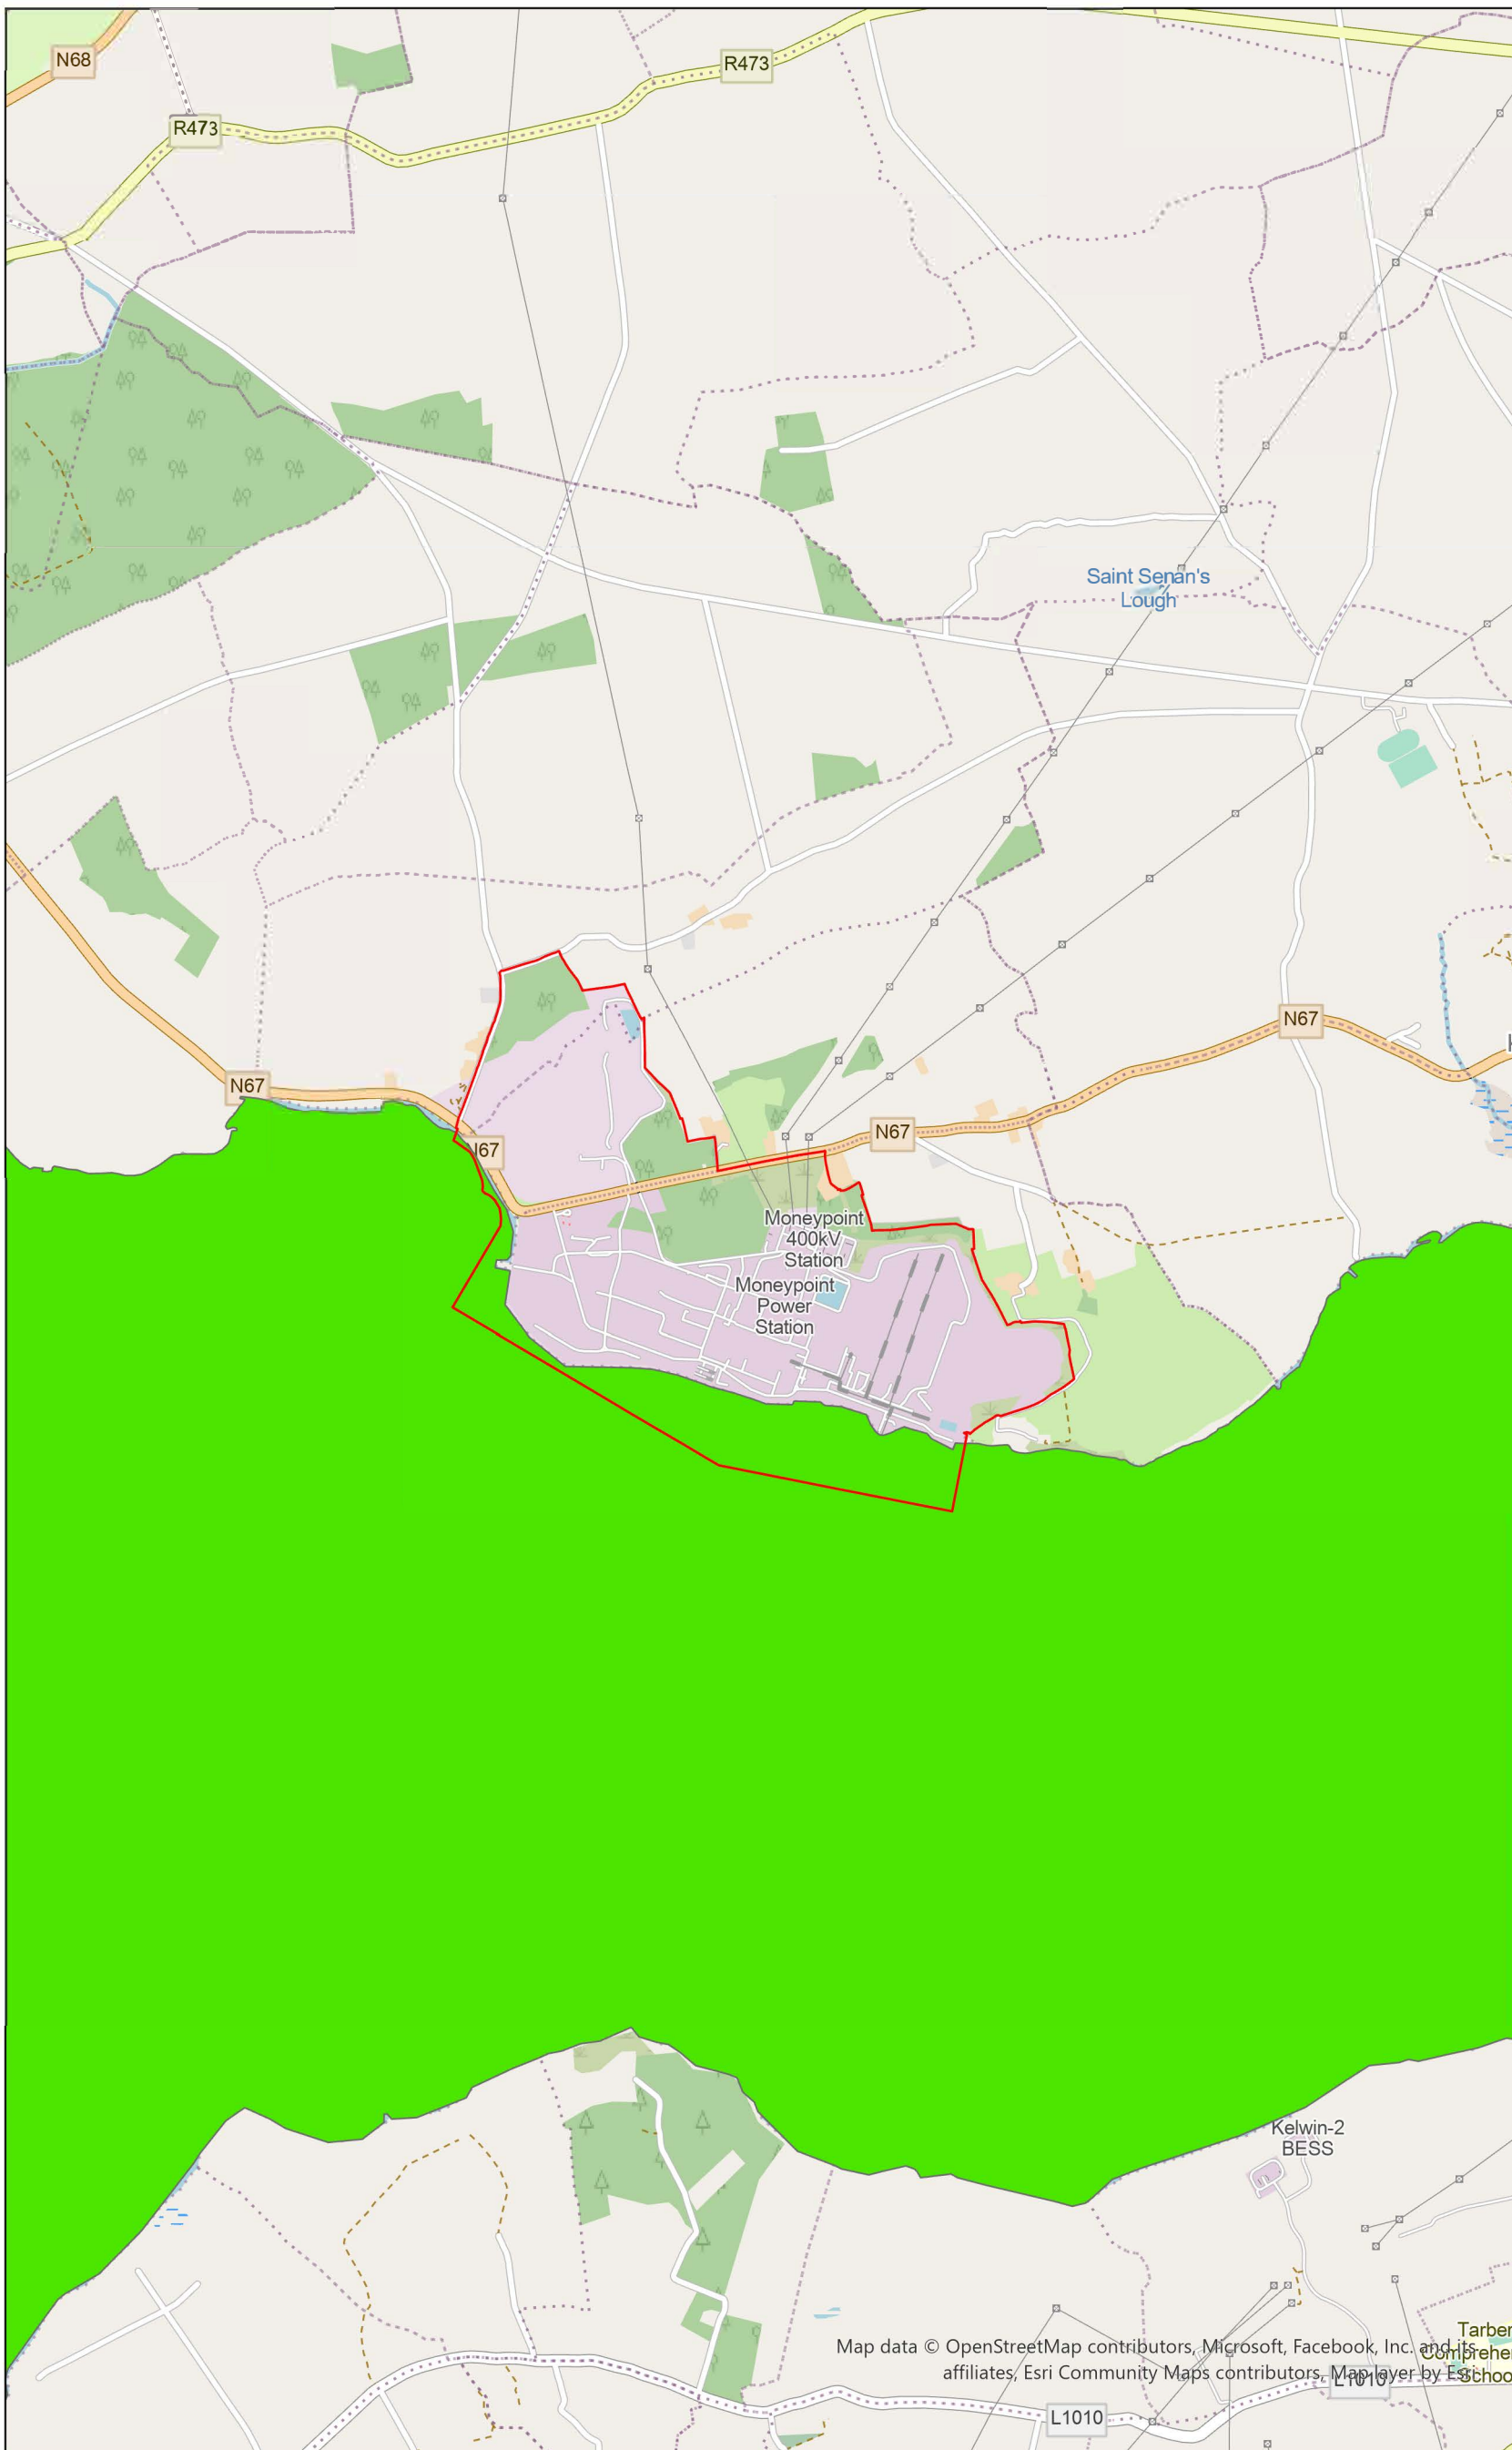 N68
R473
R473
Saint Senan's
Lough
N67
N67
N67
Moneypoint
400kV
Station
Moneypoint
Power
Station
Kelwin-2
BESS
Map data © OpenStreetMap contributors, Microsoft, Facebook, Inc. and its
affiliates, Esri Community Maps contributors, Map layer by Esri
L1010
L1010